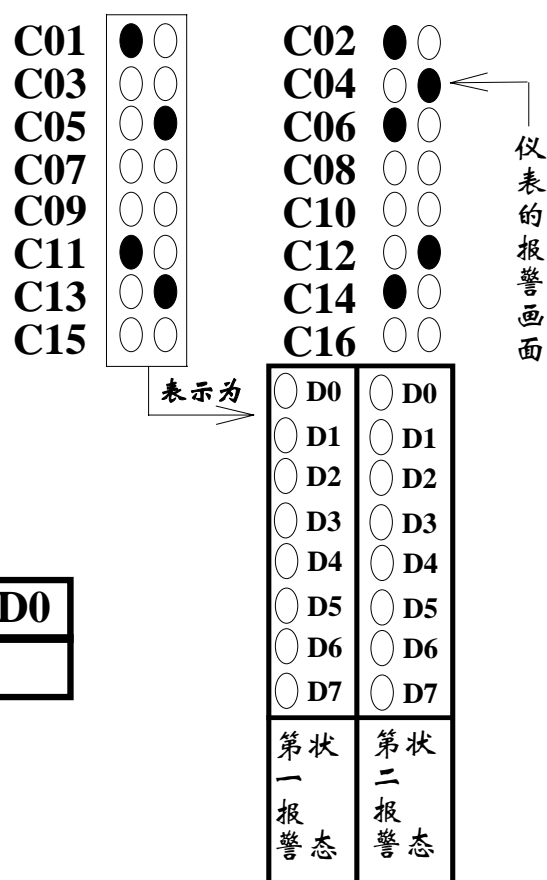 C01 C02
C03 C04
C05 C06
C07 C08
C09 C10
C11 C12
C13 C14
C15 C16
仪表的报警画面
表示为
D0 D0
D1 D1
D2 D2
D3 D3
D4 D4
D5 D5
D6 D6
D7 D7
D0
第一报警状态
第二报警状态